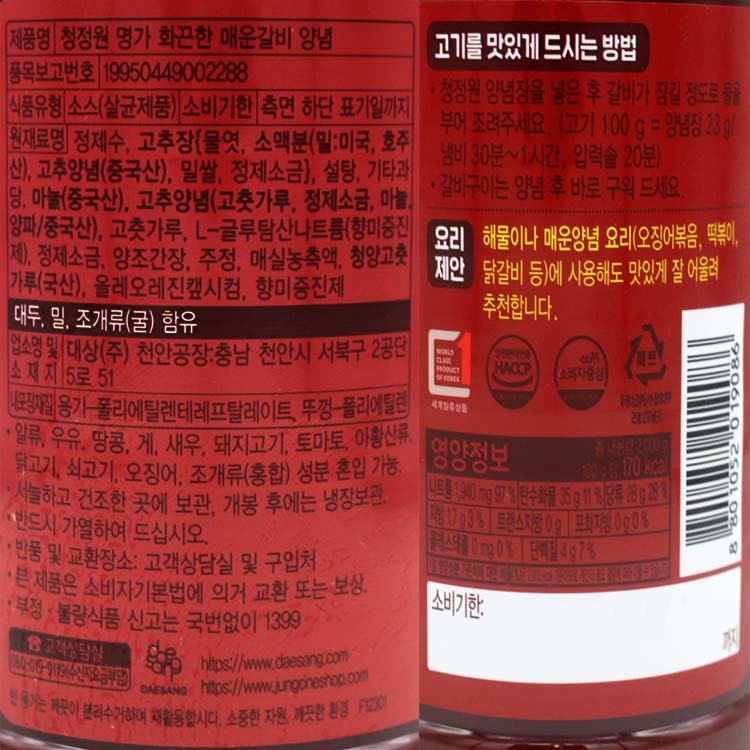 제품명 청정원 명가 화끈한 매운갈비 양념
품목보고번호 19950449002288
식품유형 소스(살균제품) 소비기한 측면 하단 표기일까지
원재료명 정제수, 고추장{물엿, 소맥분(밀:미국, 호주
산), 고추양념(중국산), 밀쌀, 정제소금}, 설탕, 기타과
당, 마늘(중국산), 고추양념(고춧가루, 정제소금, 마늘,
양파/중국산), 고춧가루, L-글루탐산나트륨(향미증진
제), 정제소금, 양조간장, 주정, 매실농축액, 청양고춧
가루(국산), 올레오레진캪시컴, 향미증진제
대두, 밀, 조개류(굴) 함유
업소명 및 대상(주) 천안공장:충남 천안시 서북구 2공단
소 재 지 5로 51
내포장재질 용기-폴리에틸렌테레프탈레이트, 뚜껑-폴리에틸렌
• 알류, 우유, 땅콩, 게, 새우, 돼지고기, 토마토, 아황산류,
닭고기, 쇠고기, 오징어, 조개류(홍합) 성분 혼입 가능.
• 서늘하고 건조한 곳에 보관, 개봉 후에는 냉장보관.
• 반드시 가열하여 드십시오.
• 반품 및 교환장소: 고객상담실 및 구입처
• 본 제품은 소비자기본법에 의거 교환 또는 보상.
• 부정·불량식품 신고는 국번없이 1399
☎고객상담실
080-019-9119(수신자요금부담)
DAESANG
https://www.daesang.com
https://www.jungoneshop.com
빈 용기는 깨끗이 분리수거하여 재활용합시다. 소중한 자원, 깨끗한 환경 F12301
고기를 맛있게 드시는 방법
• 청정원 양념장을 넣은 후 갈비가 잠길 정도로 물을
부어 조려주세요. (고기 100 g = 양념장 23 g/
냄비 30분~1시간, 압력솥 20분)
• 갈비구이는 양념 후 바로 구워 드세요.
요리
제안
해물이나 매운양념 요리(오징어볶음, 떡볶이,
닭갈비 등)에 사용해도 맛있게 잘 어울려
추천합니다.
WORLD
CLASS
PRODUCT
OF KOREA
세계일류상품
HACCP
ccm
소비자중심
페트
영양정보
총 내용량 2,000 g
100 g 당 170 kcal
나트륨 1,940 mg 97% 탄수화물 35 g 11% 당류 28 g 28%
지방 1.7 g 3% 트랜스지방 0 g 포화지방 0 g 0%
콜레스테롤 0 mg 0% 단백질 4 g 7%
8 801052 019086
소비기한:
까지